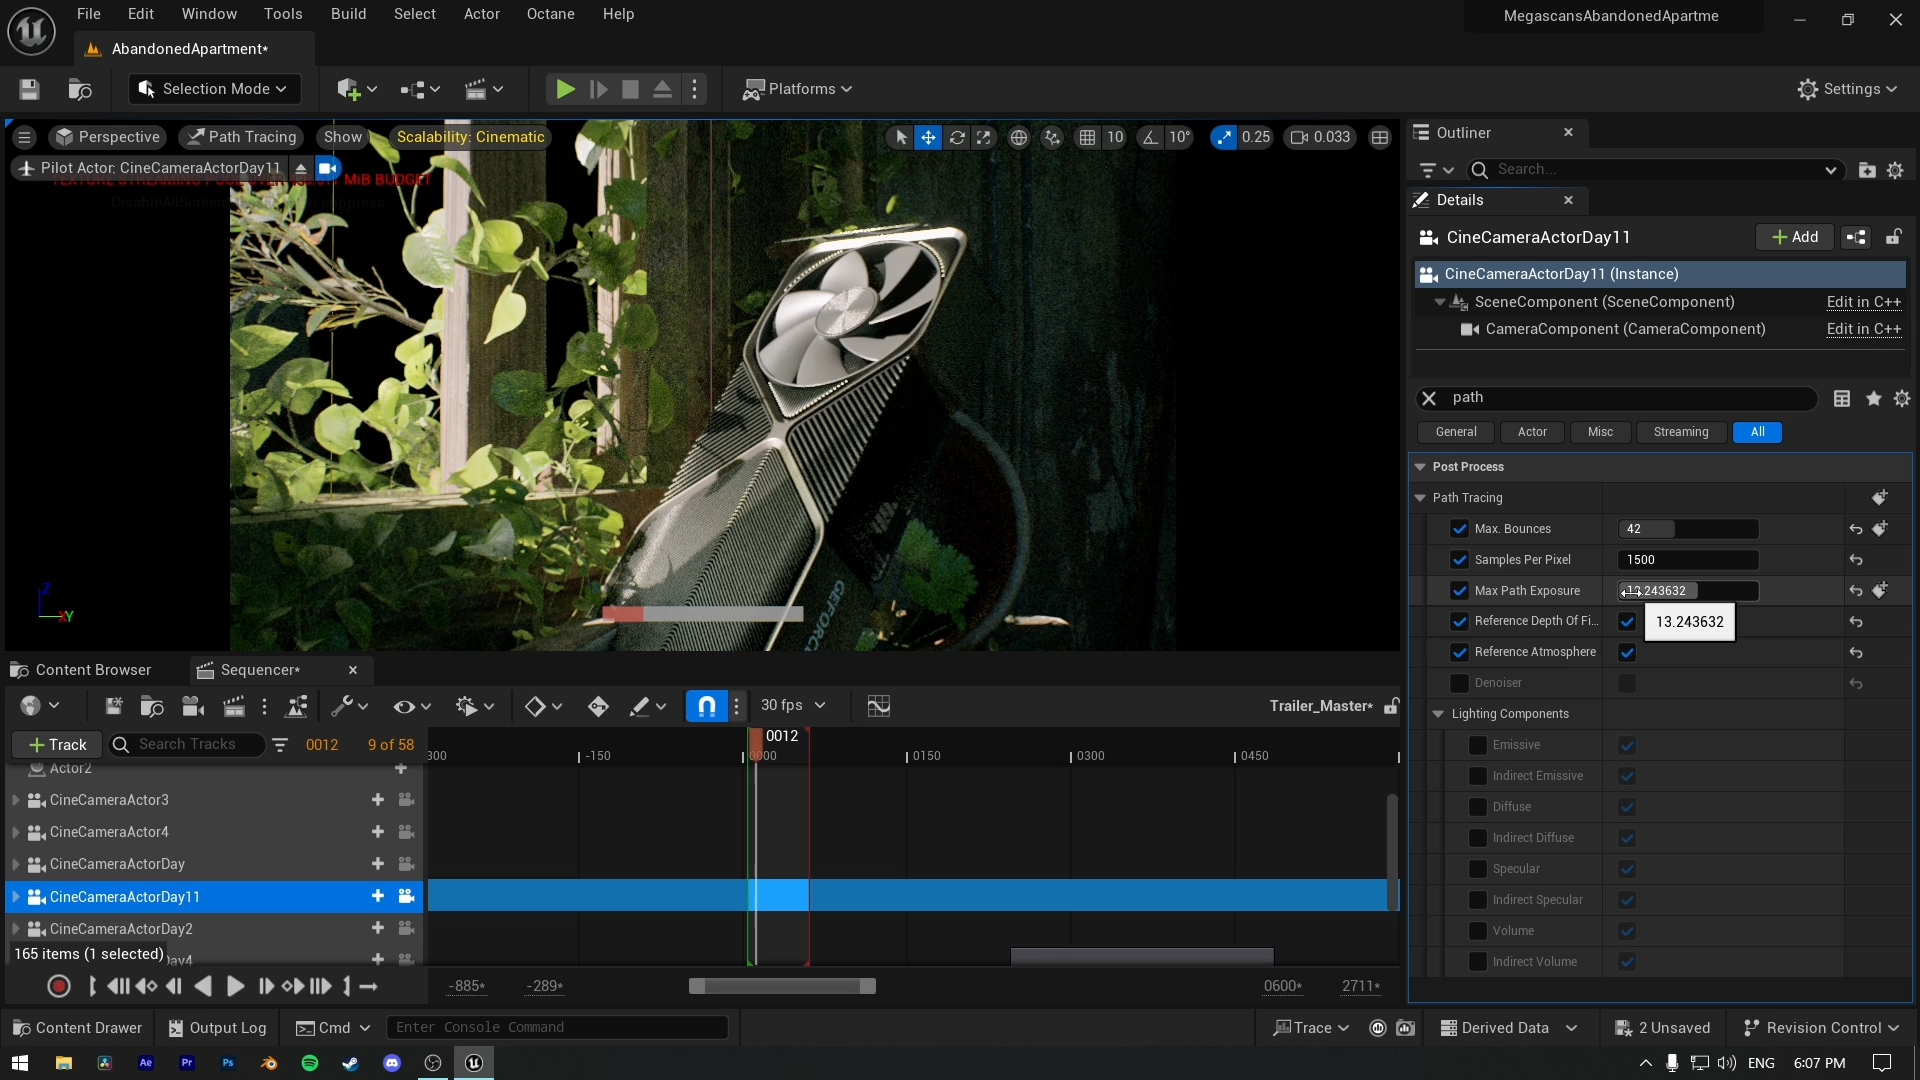 File Edit Window Tools Build Select Actor Octane Help
MegascansAbandonedApartme
AbandonedApartment*
Selection Mode
Platforms
Settings
Perspective Path Tracing Show Scalability: Cinematic
10 10° 0.25 0.033
Pilot Actor: CineCameraActorDay11
MiB BUDGET
GEFORCE
Outliner
Search...
Details
CineCameraActorDay11
Add
CineCameraActorDay11 (Instance)
SceneComponent (SceneComponent) Edit in C++
CameraComponent (CameraComponent) Edit in C++
path
General Actor Misc Streaming All
Post Process
Path Tracing
Max. Bounces 42
Samples Per Pixel 1500
Max Path Exposure 13.243632
Reference Depth Of Fi...
13.243632
Reference Atmosphere
Denoiser
Lighting Components
Emissive
Indirect Emissive
Diffuse
Indirect Diffuse
Specular
Indirect Specular
Volume
Indirect Volume
Z
X Y
Content Browser Sequencer*
30 fps
Trailer_Master*
Track Search Tracks 0012 9 of 58
0012
300 -150 0000 0150 0300 0450
Actor2
CineCameraActor3
CineCameraActor4
CineCameraActorDay
CineCameraActorDay11
CineCameraActorDay2
165 items (1 selected)
Day4
-885* -289* 0600* 2711*
Content Drawer Output Log Cmd Enter Console Command
Trace Derived Data 2 Unsaved Revision Control
Ae Pr Ps
ENG 6:07 PM